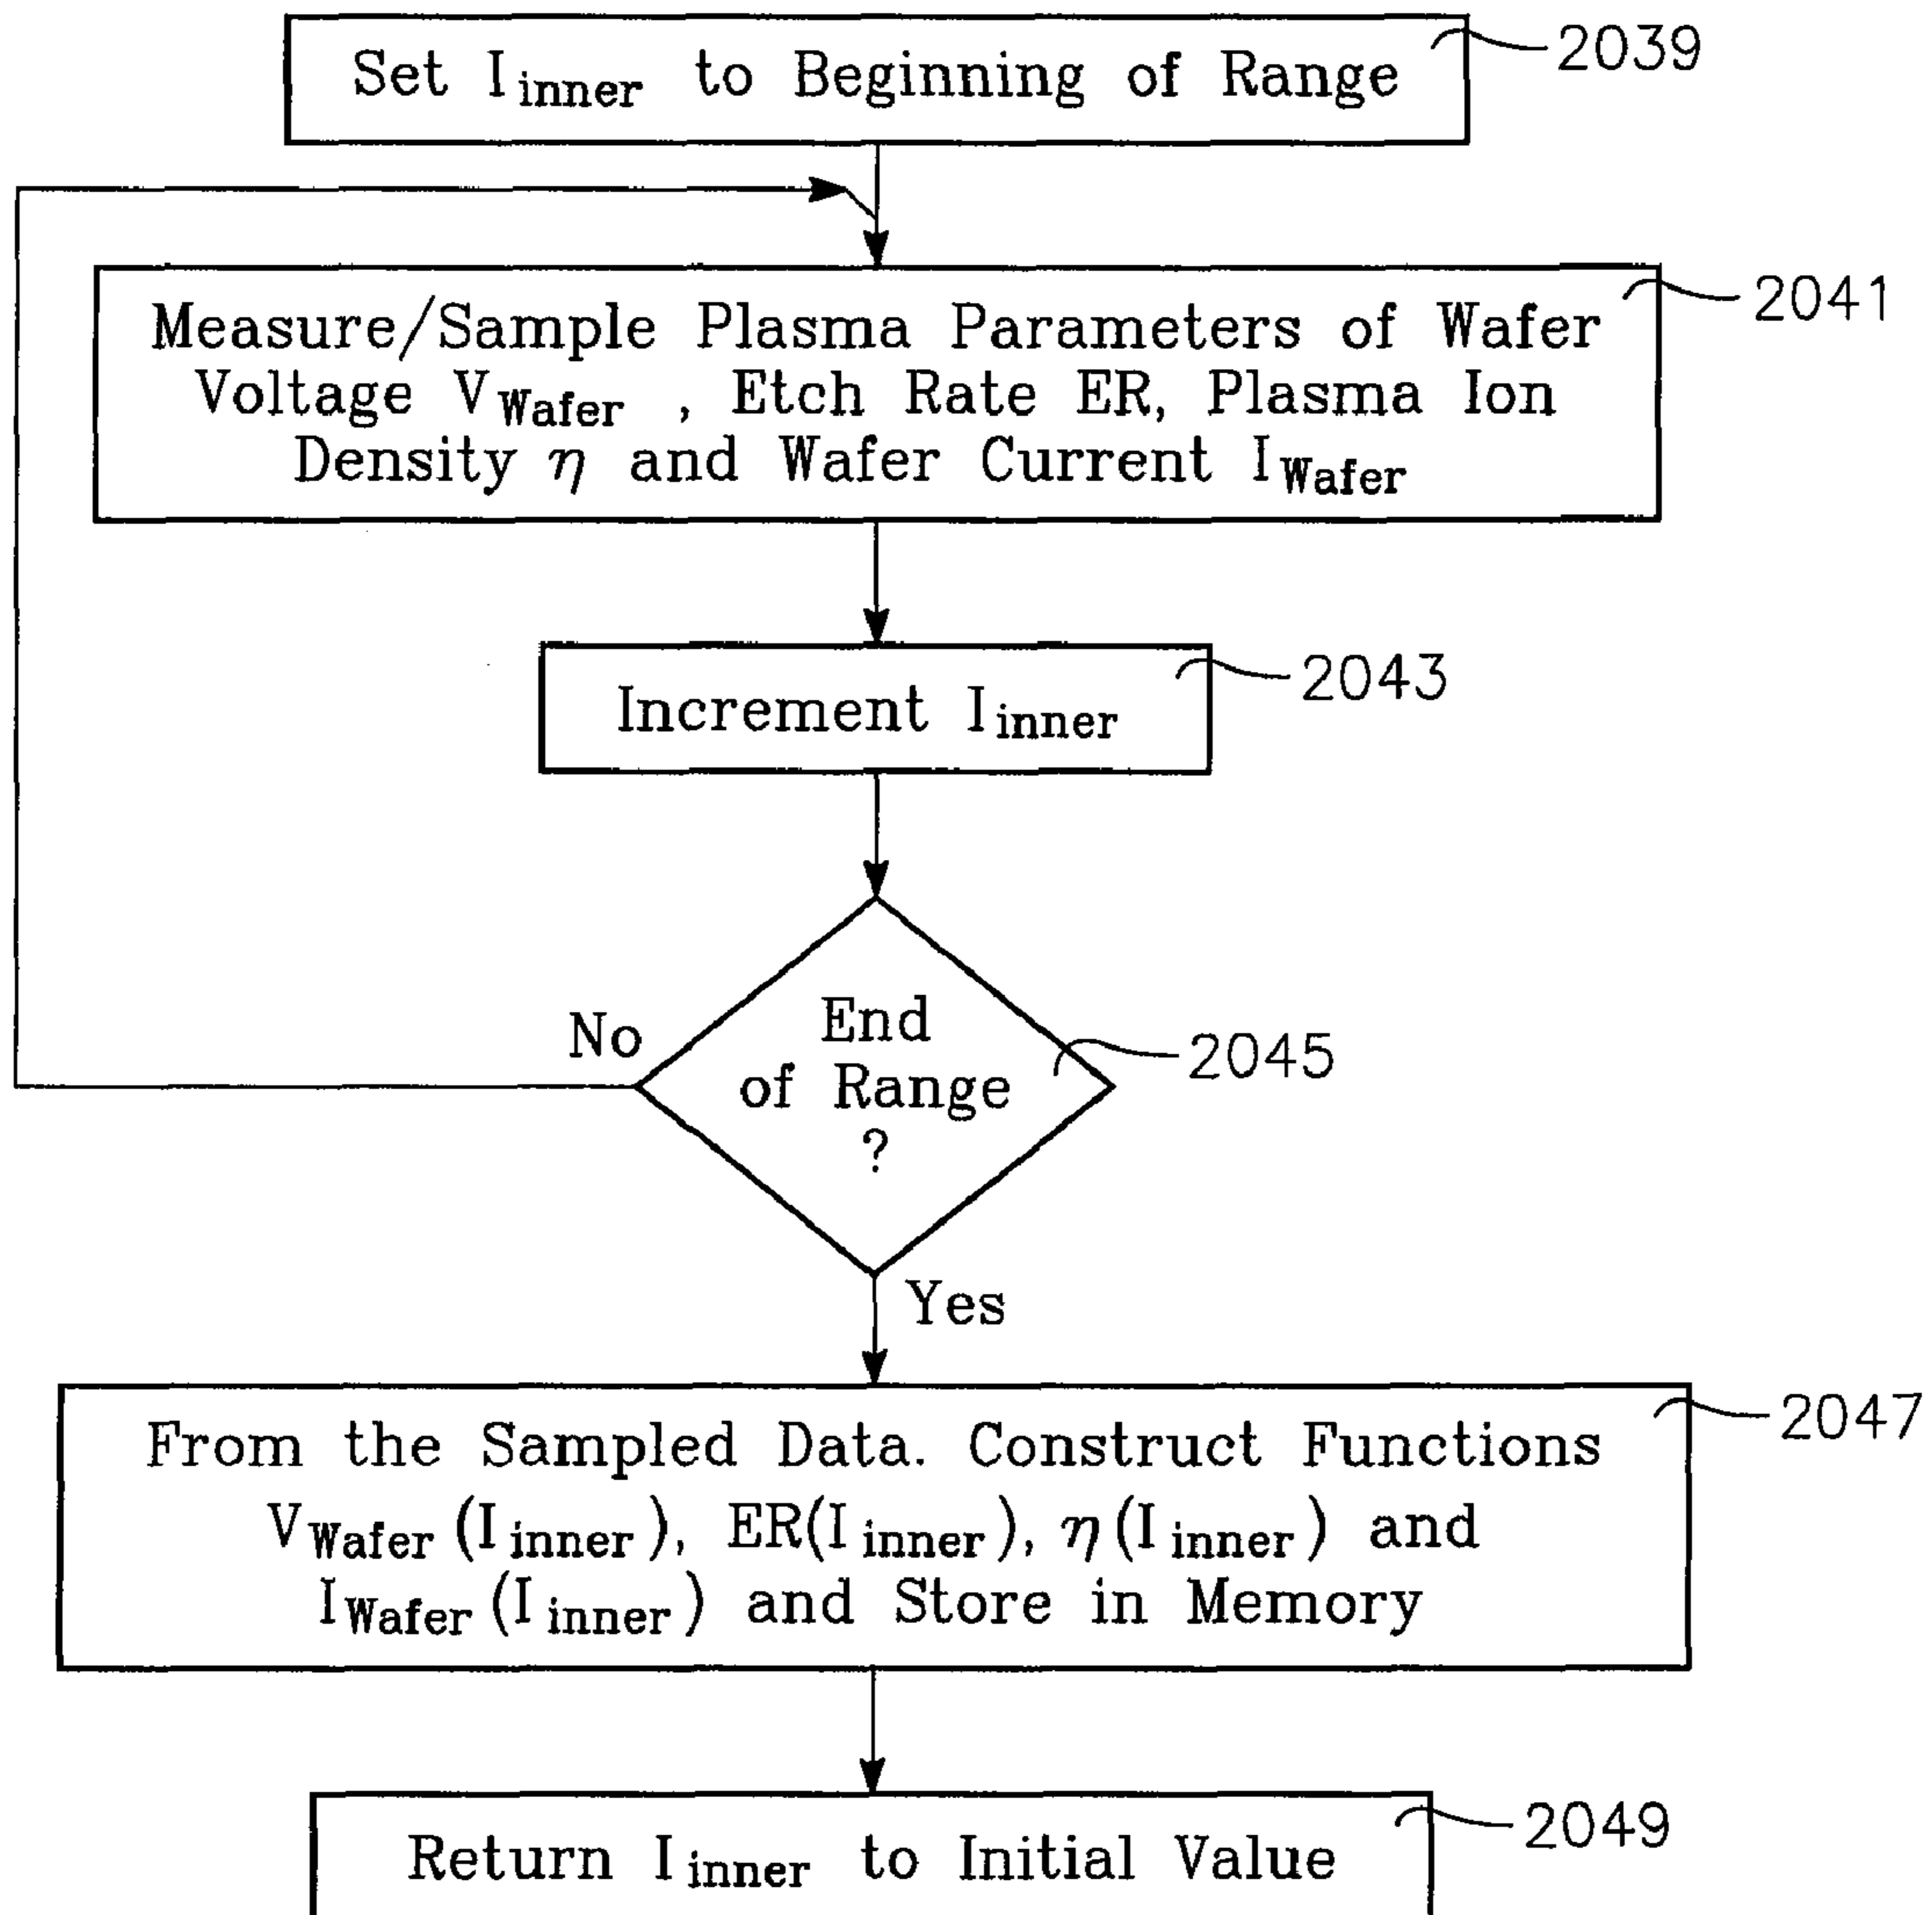 Set I inner to Beginning of Range
2039
Measure/Sample Plasma Parameters of Wafer
Voltage V Wafer , Etch Rate ER, Plasma Ion
Density η and Wafer Current I Wafer
2041
Increment I inner
2043
End
of Range
?
2045
No
Yes
From the Sampled Data. Construct Functions
V Wafer (I inner), ER(I inner), η(I inner) and
I Wafer (I inner) and Store in Memory
2047
Return I inner to Initial Value
2049